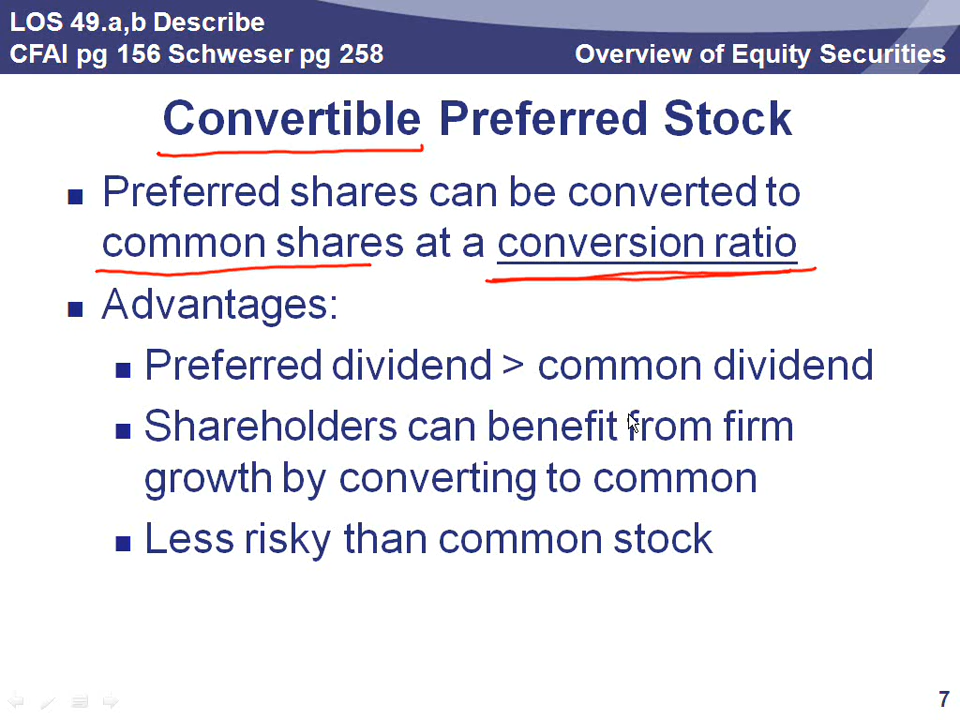 LOS 49.a,b Describe
CFAI pg 156 Schweser pg 258
Overview of Equity Securities
Convertible Preferred Stock
Preferred shares can be converted to
common shares at a conversion ratio
Advantages:
Preferred dividend > common dividend
Shareholders can benefit from firm
growth by converting to common
Less risky than common stock
7